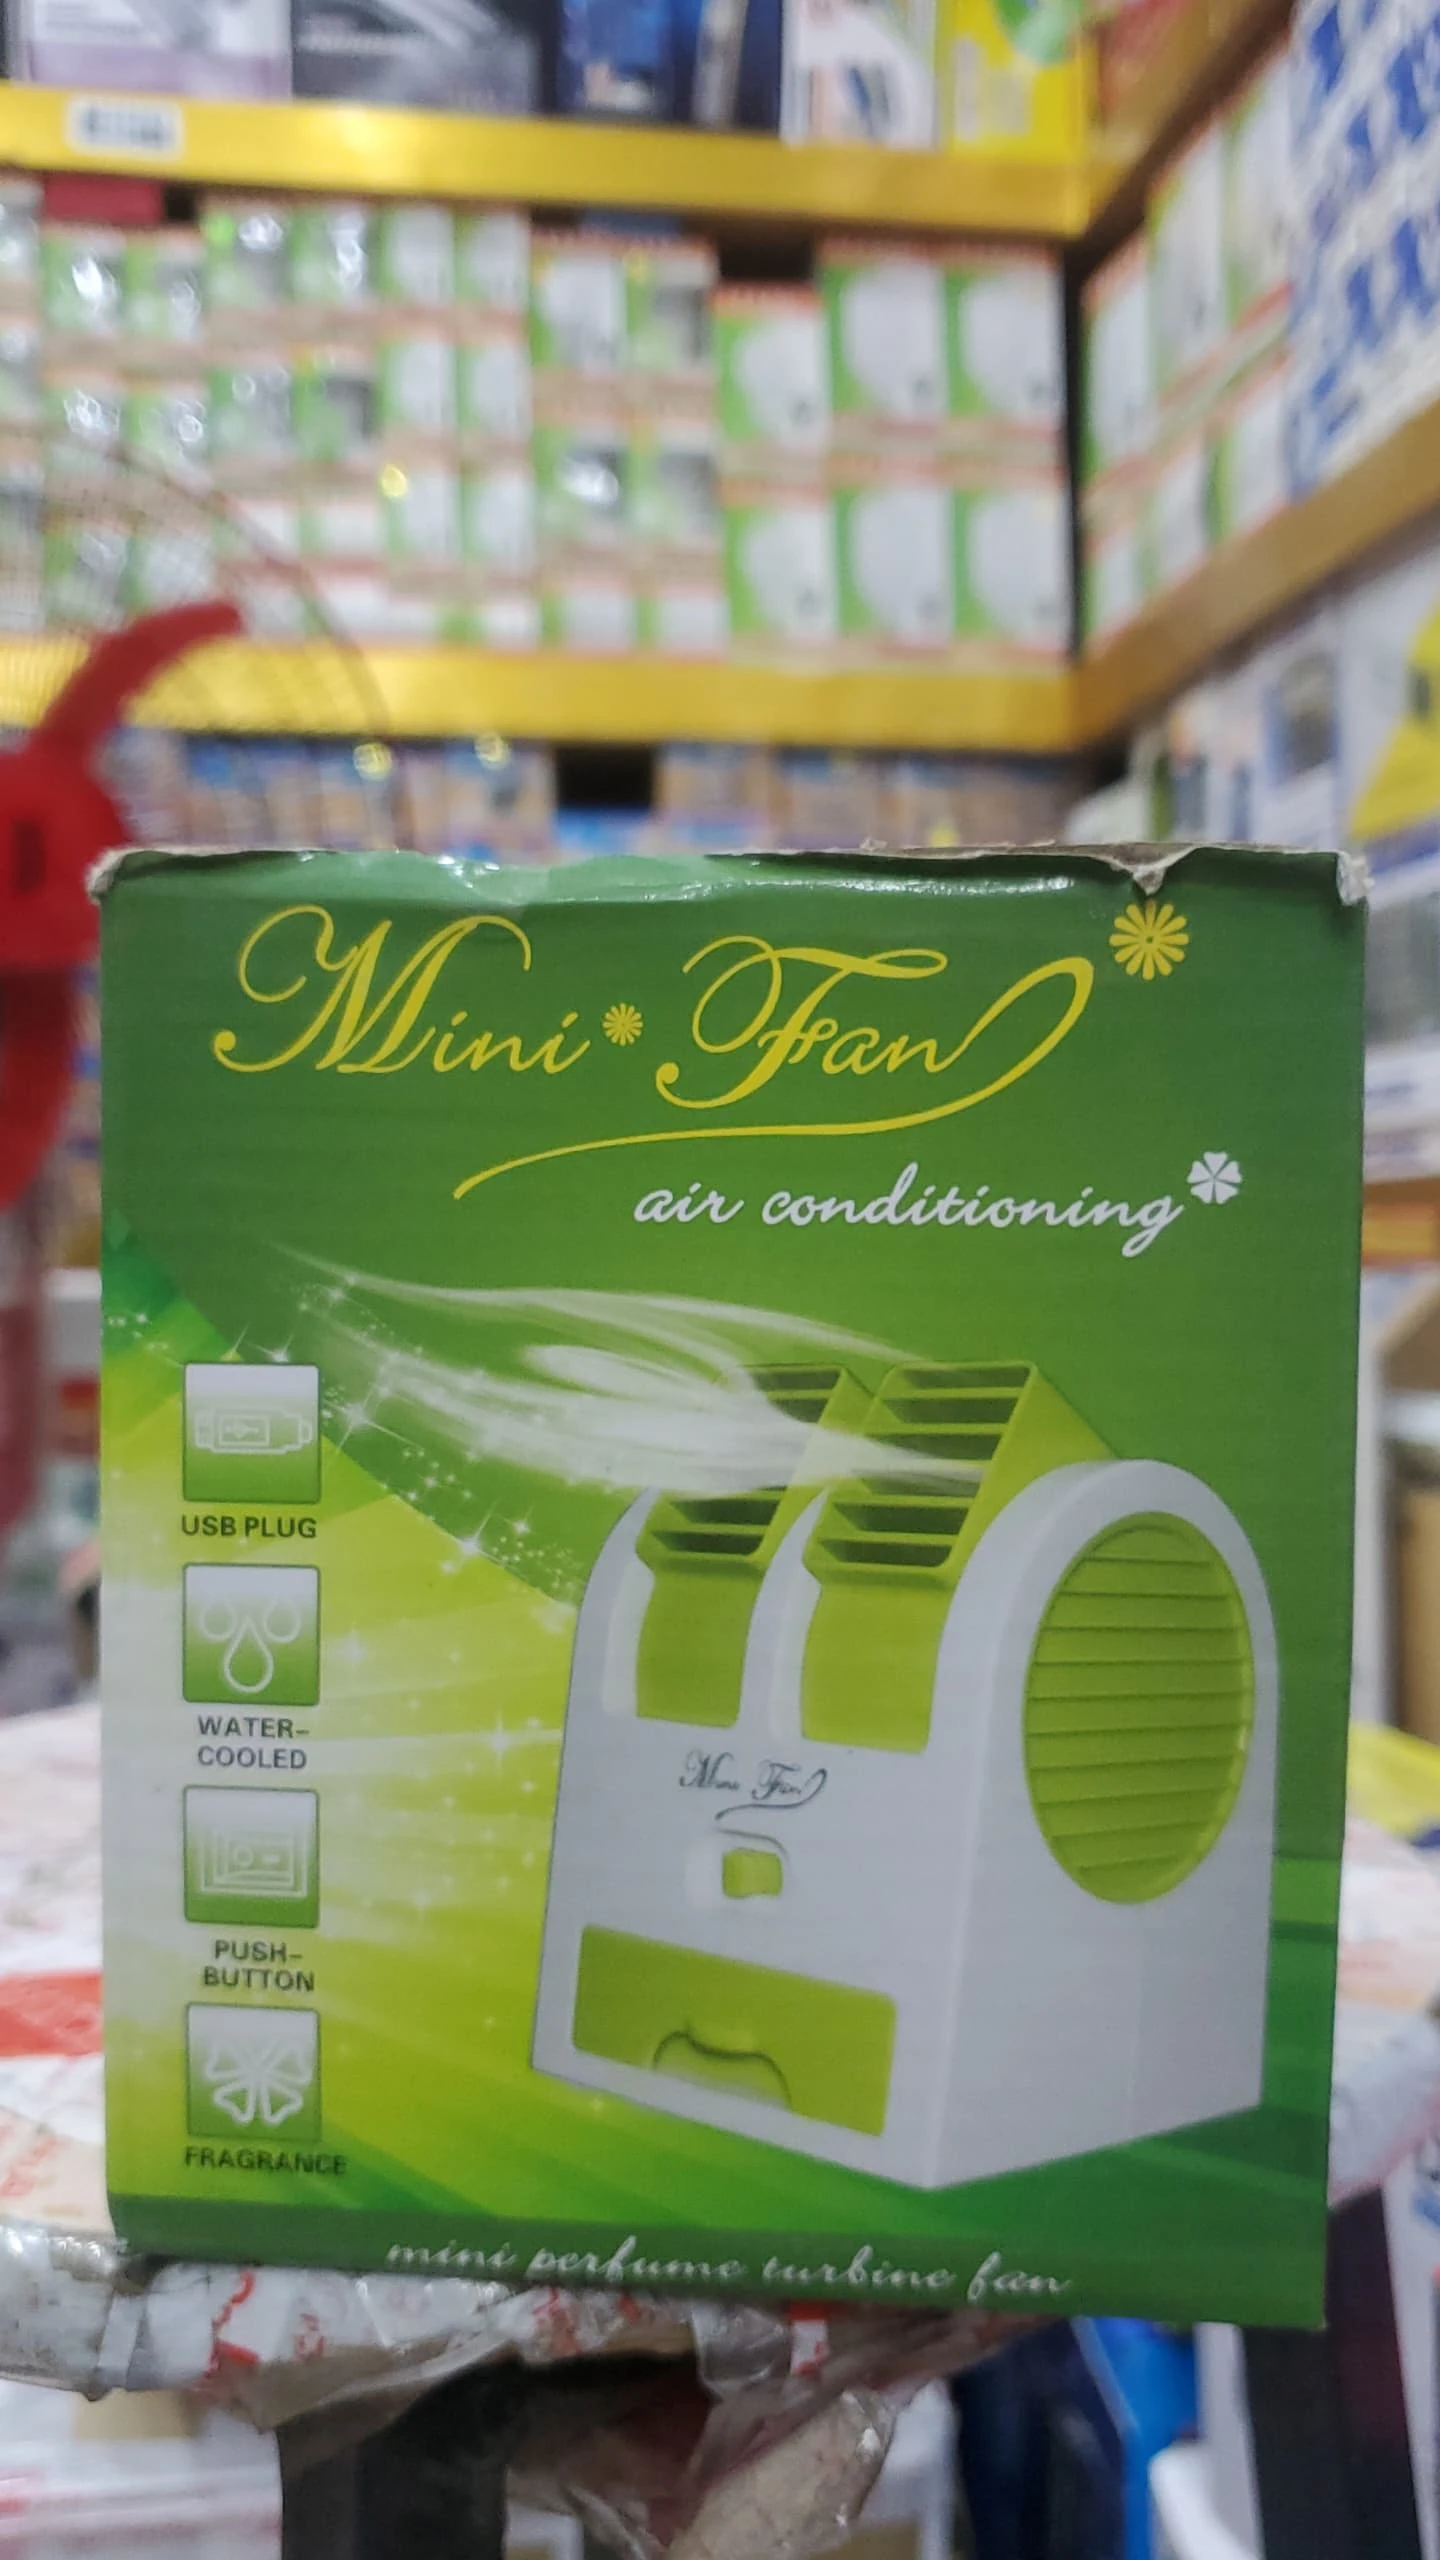 Mini Fan
air conditioning
USB PLUG
WATER-
COOLED
PUSH-
BUTTON
FRAGRANCE
Mini Fan
mini perfume turbine fan